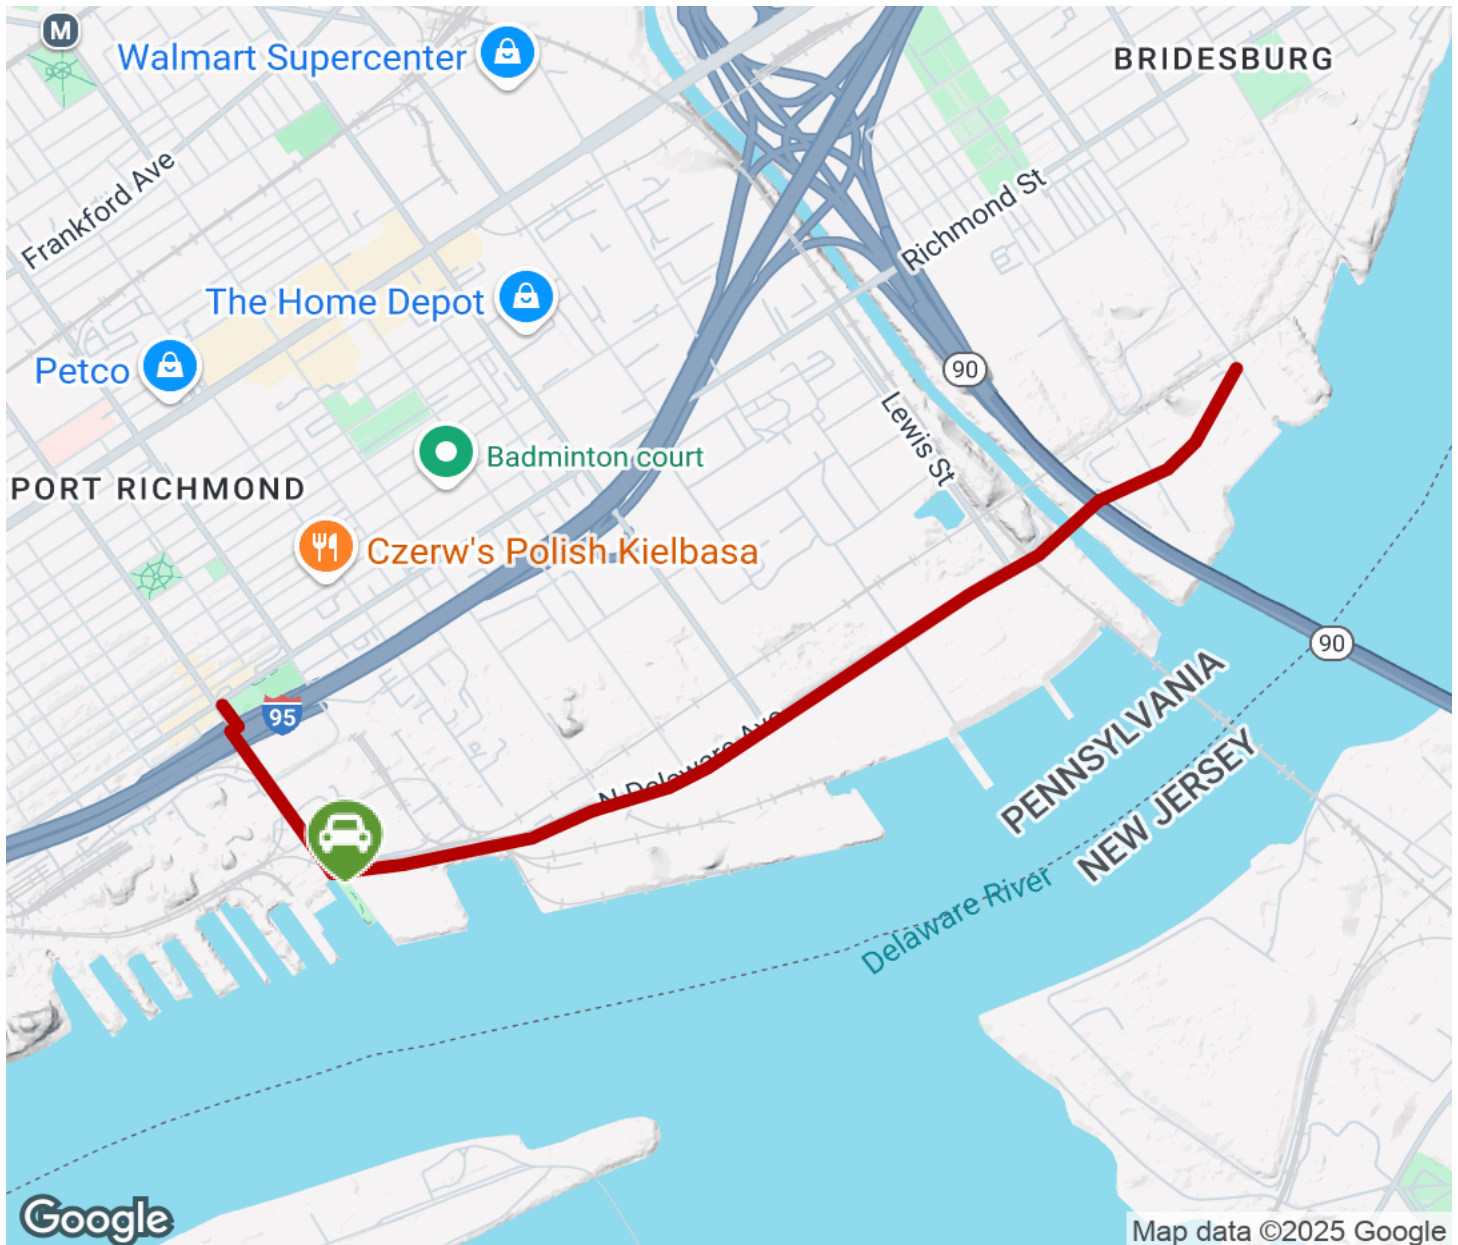 M
Walmart Supercenter
BRIDESBURG
Frankford Ave
Richmond St
The Home Depot
Petco
90
Lewis St
Badminton court
PORT RICHMOND
Czerw's Polish Kielbasa
90
95
PENNSYLVANIA
NEW JERSEY
N Delaware Ave
Delaware River
Google
Map data ©2025 Google